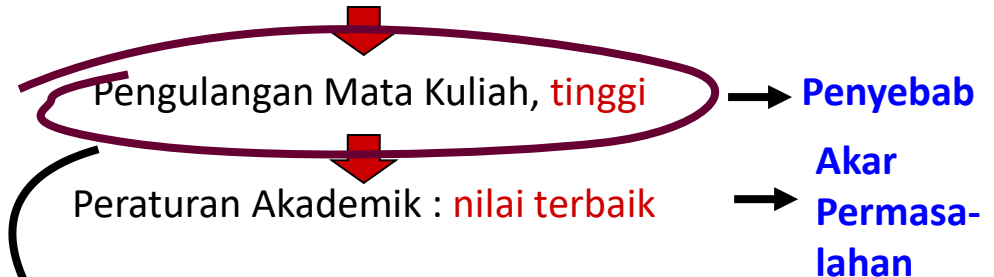 Pengulangan Mata Kuliah, tinggi
Penyebab
Peraturan Akademik : nilai terbaik
Akar
Permasa-
lahan